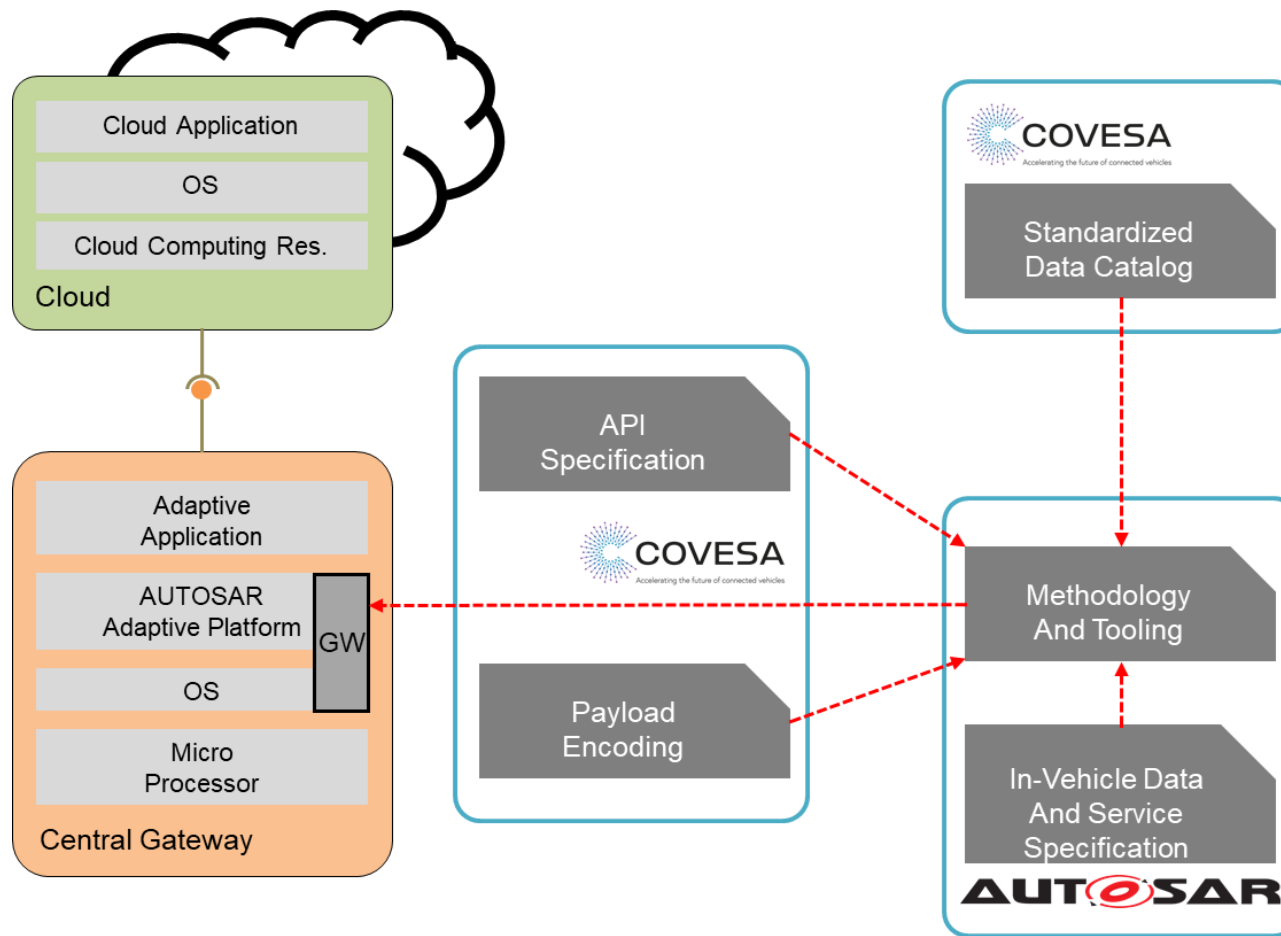 Cloud Application
OS
Cloud Computing Res.
Cloud
Adaptive
Application
AUTOSAR
Adaptive Platform
GW
OS
Micro
Processor
Central Gateway
API
Specification
COVESA
Accelerating the future of connected vehicles
Payload
Encoding
COVESA
Accelerating the future of connected vehicles
Standardized
Data Catalog
Methodology
And Tooling
In-Vehicle Data
And Service
Specification
AUTOSAR